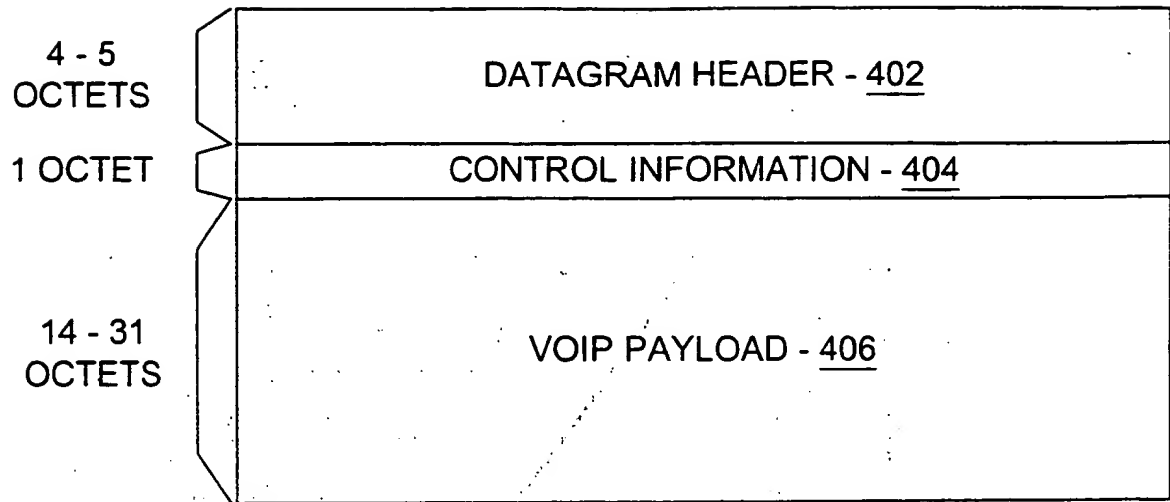 4 - 5
OCTETS
DATAGRAM HEADER - 402
1 OCTET
CONTROL INFORMATION - 404
14 - 31
OCTETS
VOIP PAYLOAD - 406